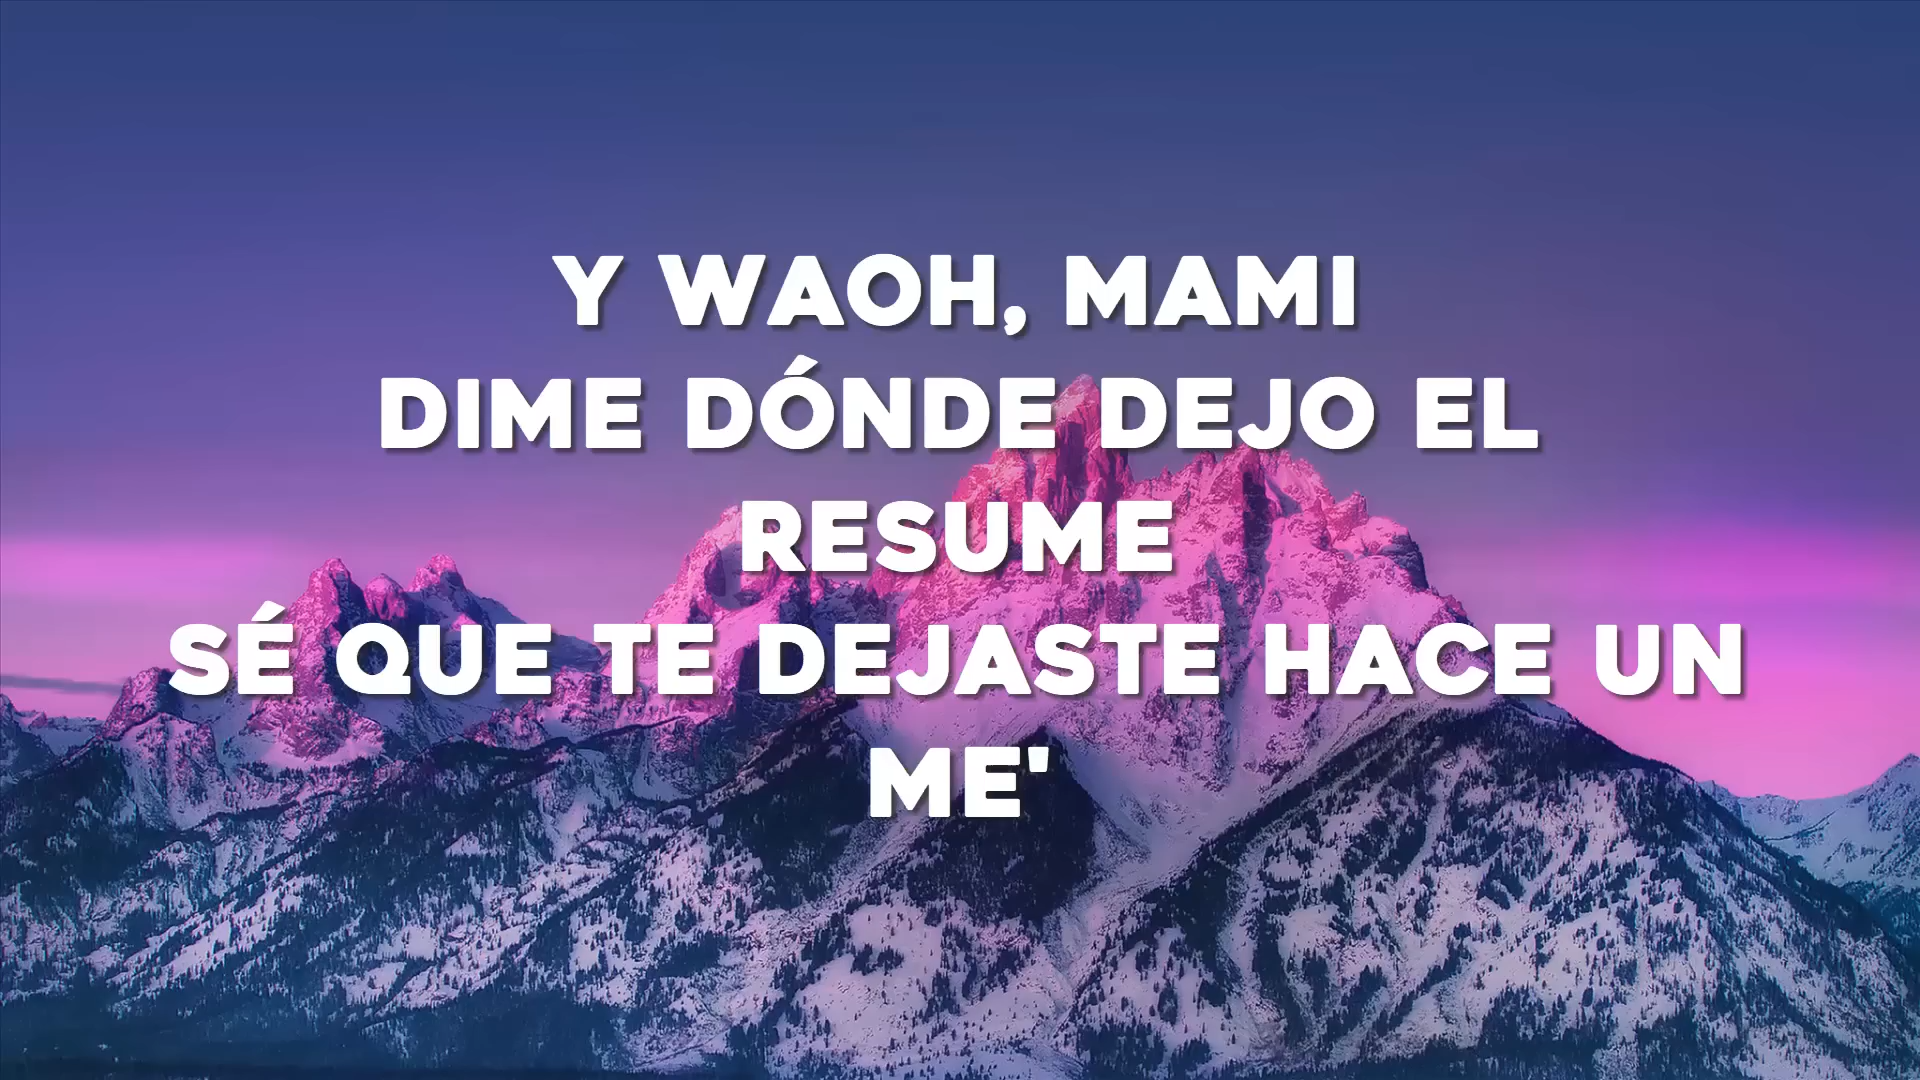 Y WAOH, MAMI
DIME DÓNDE DEJO EL
RESUME
SÉ QUE TE DEJASTE HACE UN
ME'